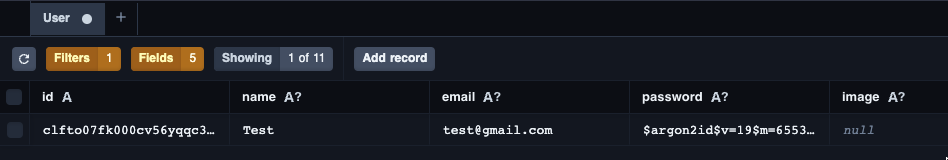 User +
Filters 1 Fields 5 Showing 1 of 11 Add record
id A name A? email A? password A? image A?
clfto07fk000cv56yqqc3… Test test@gmail.com $argon2id$v=19$m=6553… null